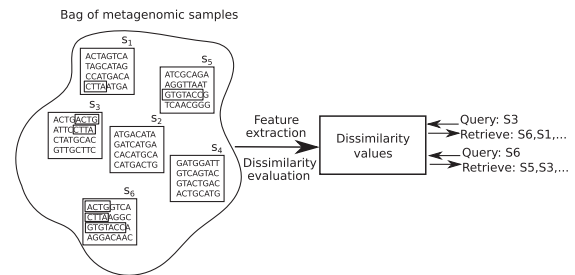 Bag of metagenomic samples
S1
ACTAGTCA
TAGCATAG
CCATGACA
CTTAATGA
S5
ATCGCAGA
AGGTTAAT
GTGTACCG
TCAACGGG
S3
ACTGACTG
ATTCCTTA
CTATGCAC
GTTGCTTC
S2
ATGACATA
GATCATGA
CACATGCA
CATGACTG
S4
GATGGATT
GTCAGTAC
GTACTGAC
ACTGCATG
S6
ACTGGTCA
CTTAAGGC
GTGTACCA
AGGACAAC
Feature
extraction
Dissimilarity
evaluation
Dissimilarity
values
Query: S3
Retrieve: S6,S1,...
Query: S6
Retrieve: S5,S3,...